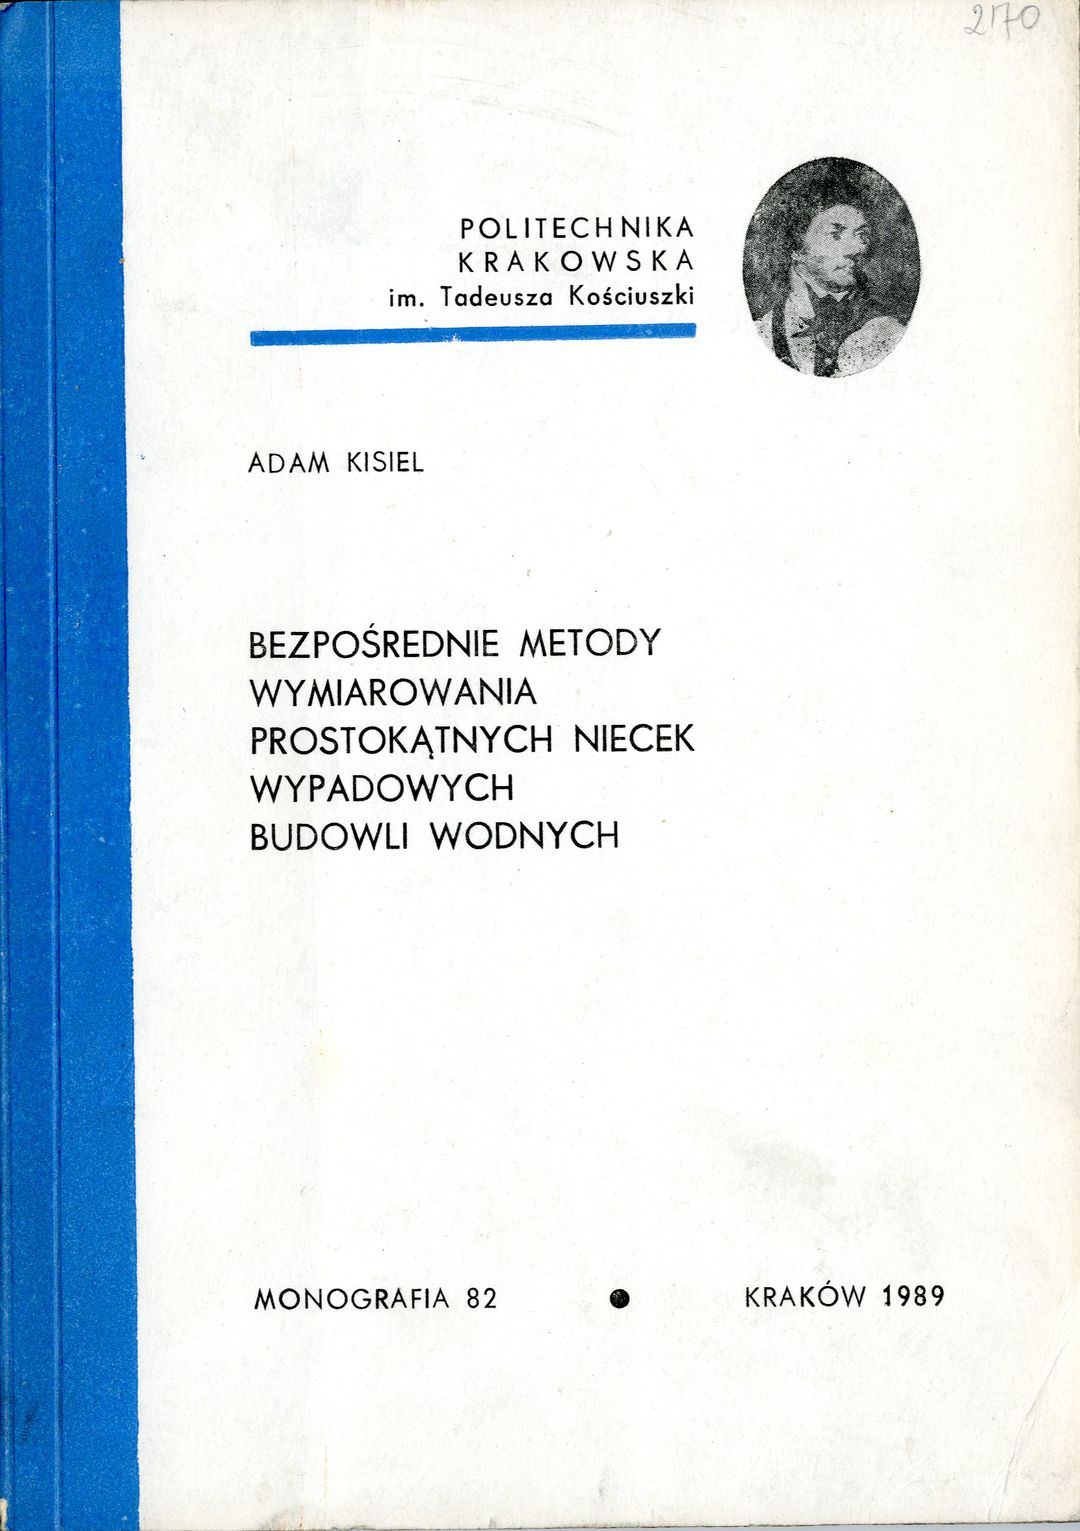 2170
POLITECHNIKA
KRAKOWSKA
im. Tadeusza Kościuszki
ADAM KISIEL
BEZPOŚREDNIE METODY
WYMIAROWANIA
PROSTOKĄTNYCH NIECEK
WYPADOWYCH
BUDOWLI WODNYCH
MONOGRAFIA 82 ● KRAKÓW 1989